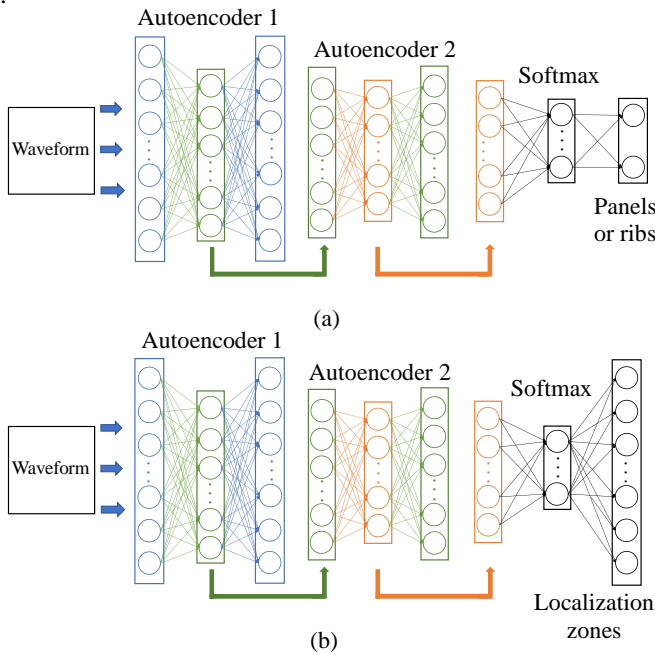 .
Autoencoder 1
Autoencoder 2
Softmax
Waveform
Panels
or ribs
(a)
Autoencoder 1
Autoencoder 2
Softmax
Waveform
Localization
zones
(b)